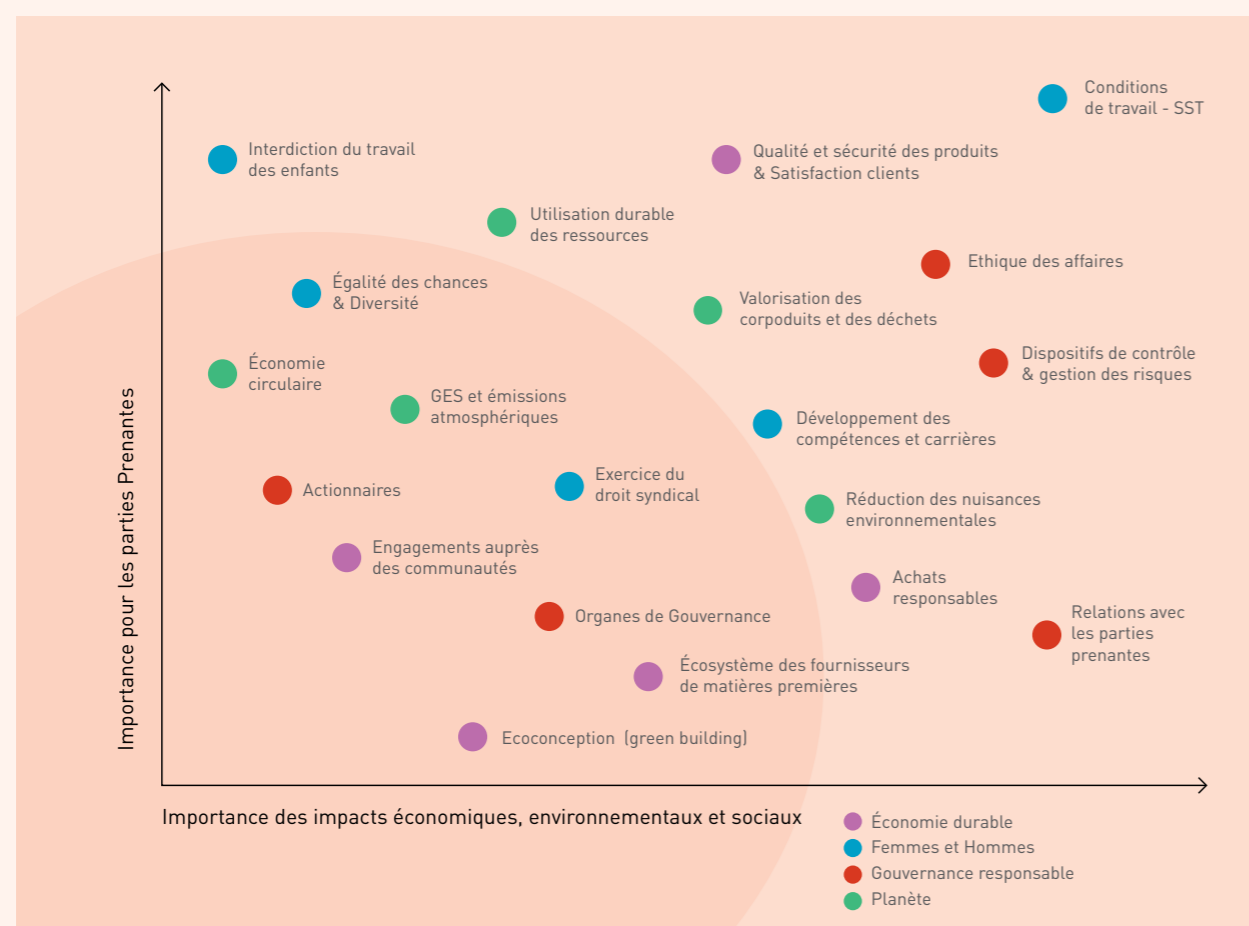 Conditions
de travail - SST
Interdiction du travail
des enfants
Qualité et sécurité des produits
& Satisfaction clients
Utilisation durable
des ressources
Ethique des affaires
Égalité des chances
& Diversité
Valorisation des
corpoduits et des déchets
Dispositifs de contrôle
& gestion des risques
Économie
circulaire
GES et émissions
atmosphériques
Développement des
compétences et carrières
Exercice du
droit syndical
Actionnaires
Réduction des nuisances
environnementales
Engagements auprès
des communautés
Achats
responsables
Organes de Gouvernance
Relations avec
les parties
prenantes
Écosystème des fournisseurs
de matières premières
Ecoconception (green building)
Importance pour les parties Prenantes
Importance des impacts économiques, environnementaux et sociaux
Économie durable
Femmes et Hommes
Gouvernance responsable
Planète